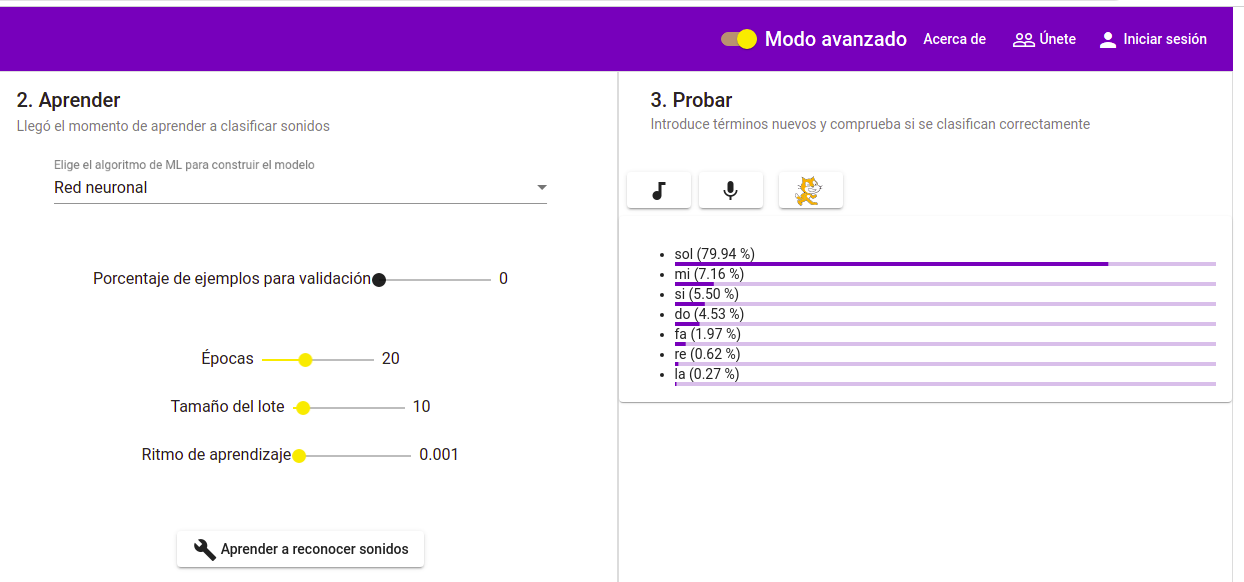 Modo avanzado
Acerca de
Únete
Iniciar sesión
2. Aprender
Llegó el momento de aprender a clasificar sonidos
Elige el algoritmo de ML para construir el modelo
Red neuronal
Porcentaje de ejemplos para validación 0
Épocas 20
Tamaño del lote 10
Ritmo de aprendizaje 0.001
Aprender a reconocer sonidos
3. Probar
Introduce términos nuevos y comprueba si se clasifican correctamente
sol (79.94 %)
mi (7.16 %)
si (5.50 %)
do (4.53 %)
fa (1.97 %)
re (0.62 %)
la (0.27 %)